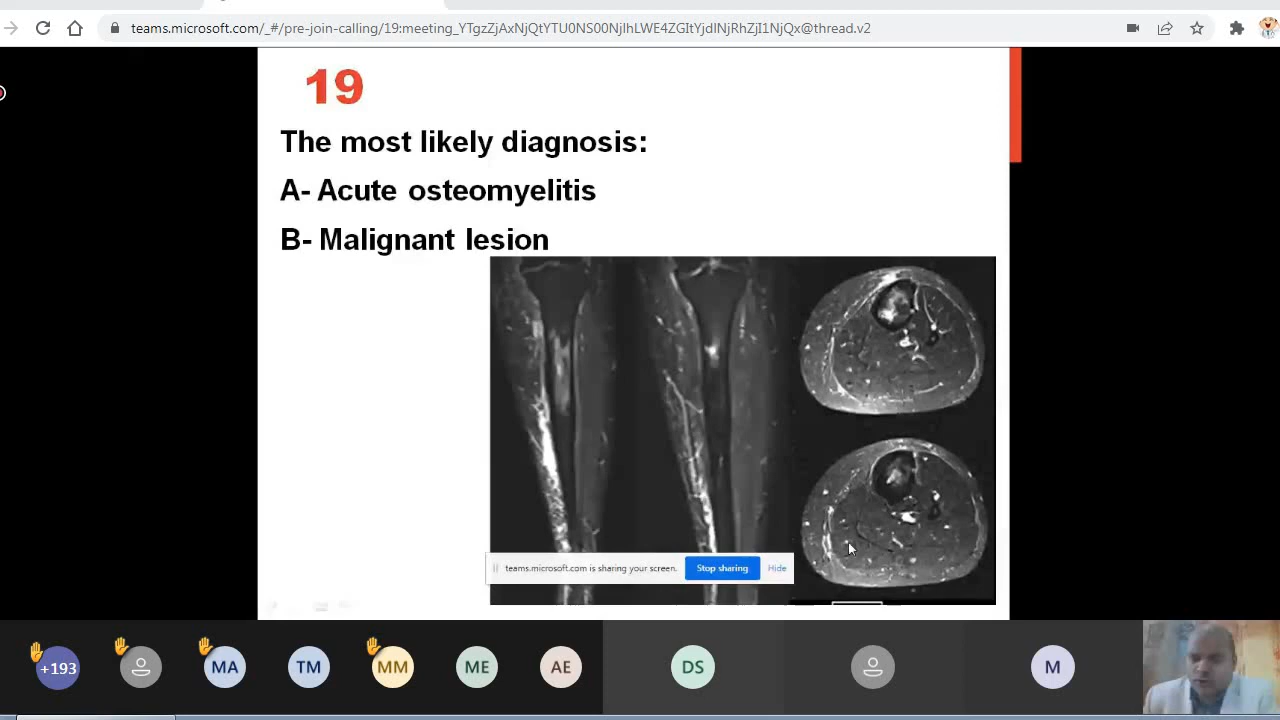 teams.microsoft.com/_#/pre-join-calling/19:meeting_YTgzZjAxNjQtYTU0NS00NjlhLWE4ZGItYjdlNjRhZjI1NjQx@thread.v2
19
The most likely diagnosis:
A- Acute osteomyelitis
B- Malignant lesion
teams.microsoft.com is sharing your screen.
Stop sharing
Hide
+193
MA
TM
MM
ME
AE
DS
M